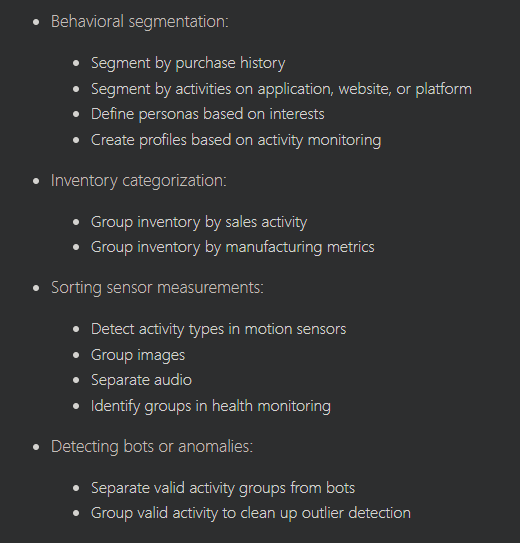 Behavioral segmentation:
Segment by purchase history
Segment by activities on application, website, or platform
Define personas based on interests
Create profiles based on activity monitoring
Inventory categorization:
Group inventory by sales activity
Group inventory by manufacturing metrics
Sorting sensor measurements:
Detect activity types in motion sensors
Group images
Separate audio
Identify groups in health monitoring
Detecting bots or anomalies:
Separate valid activity groups from bots
Group valid activity to clean up outlier detection